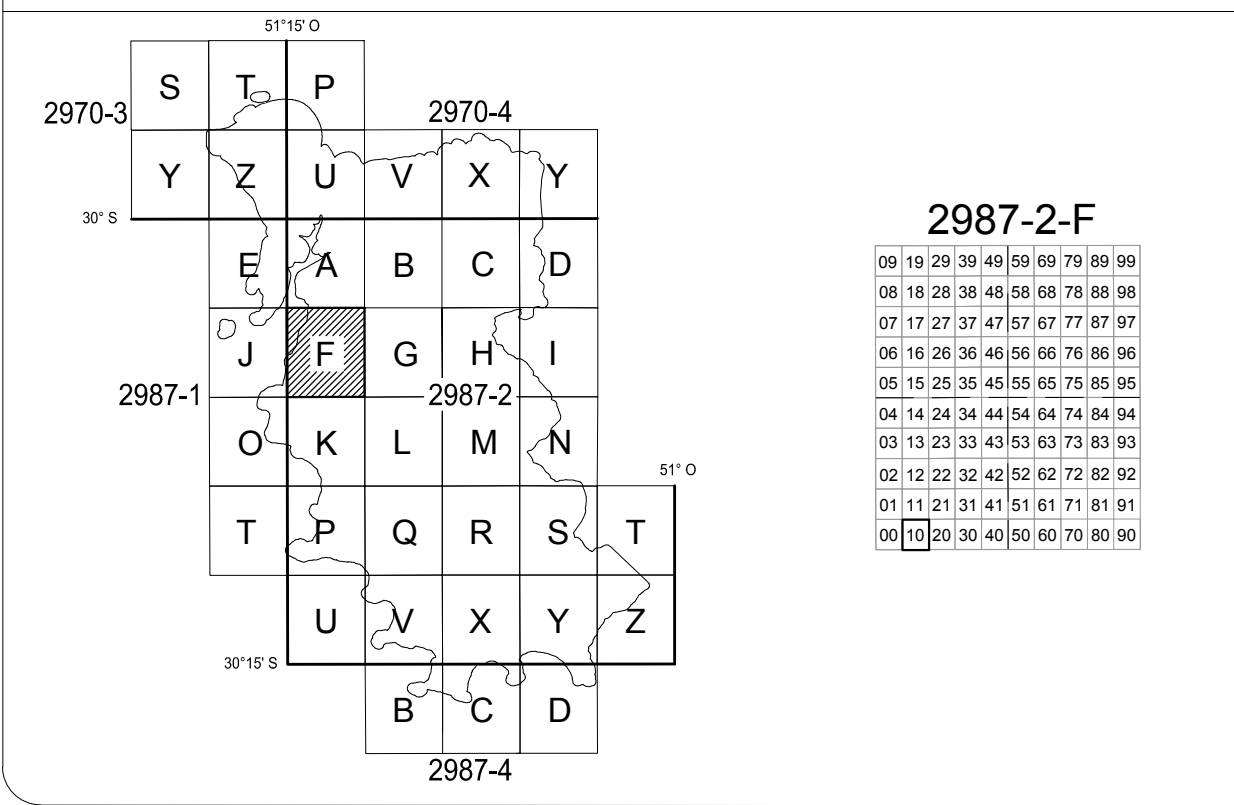 51°15' O
S T P
2970-3 2970-4
Y Z U V X Y
30° S
E A B C D
J F G H I
2987-1 2987-2
O K L M N
51° O
T P Q R S T
U V X Y Z
30°15' S
B C D
2987-4
2987-2-F
09 19 29 39 49 59 69 79 89 99
08 18 28 38 48 58 68 78 88 98
07 17 27 37 47 57 67 77 87 97
06 16 26 36 46 56 66 76 86 96
05 15 25 35 45 55 65 75 85 95
04 14 24 34 44 54 64 74 84 94
03 13 23 33 43 53 63 73 83 93
02 12 22 32 42 52 62 72 82 92
01 11 21 31 41 51 61 71 81 91
00 10 20 30 40 50 60 70 80 90